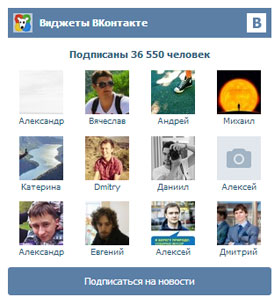 Виджеты ВКонтакте
В
Подписаны 36 550 человек
Александр Вячеслав Андрей Михаил
Катерина Dmitry Даниил Алексей
Александр Евгений Алексей Дмитрий
Подписаться на новости